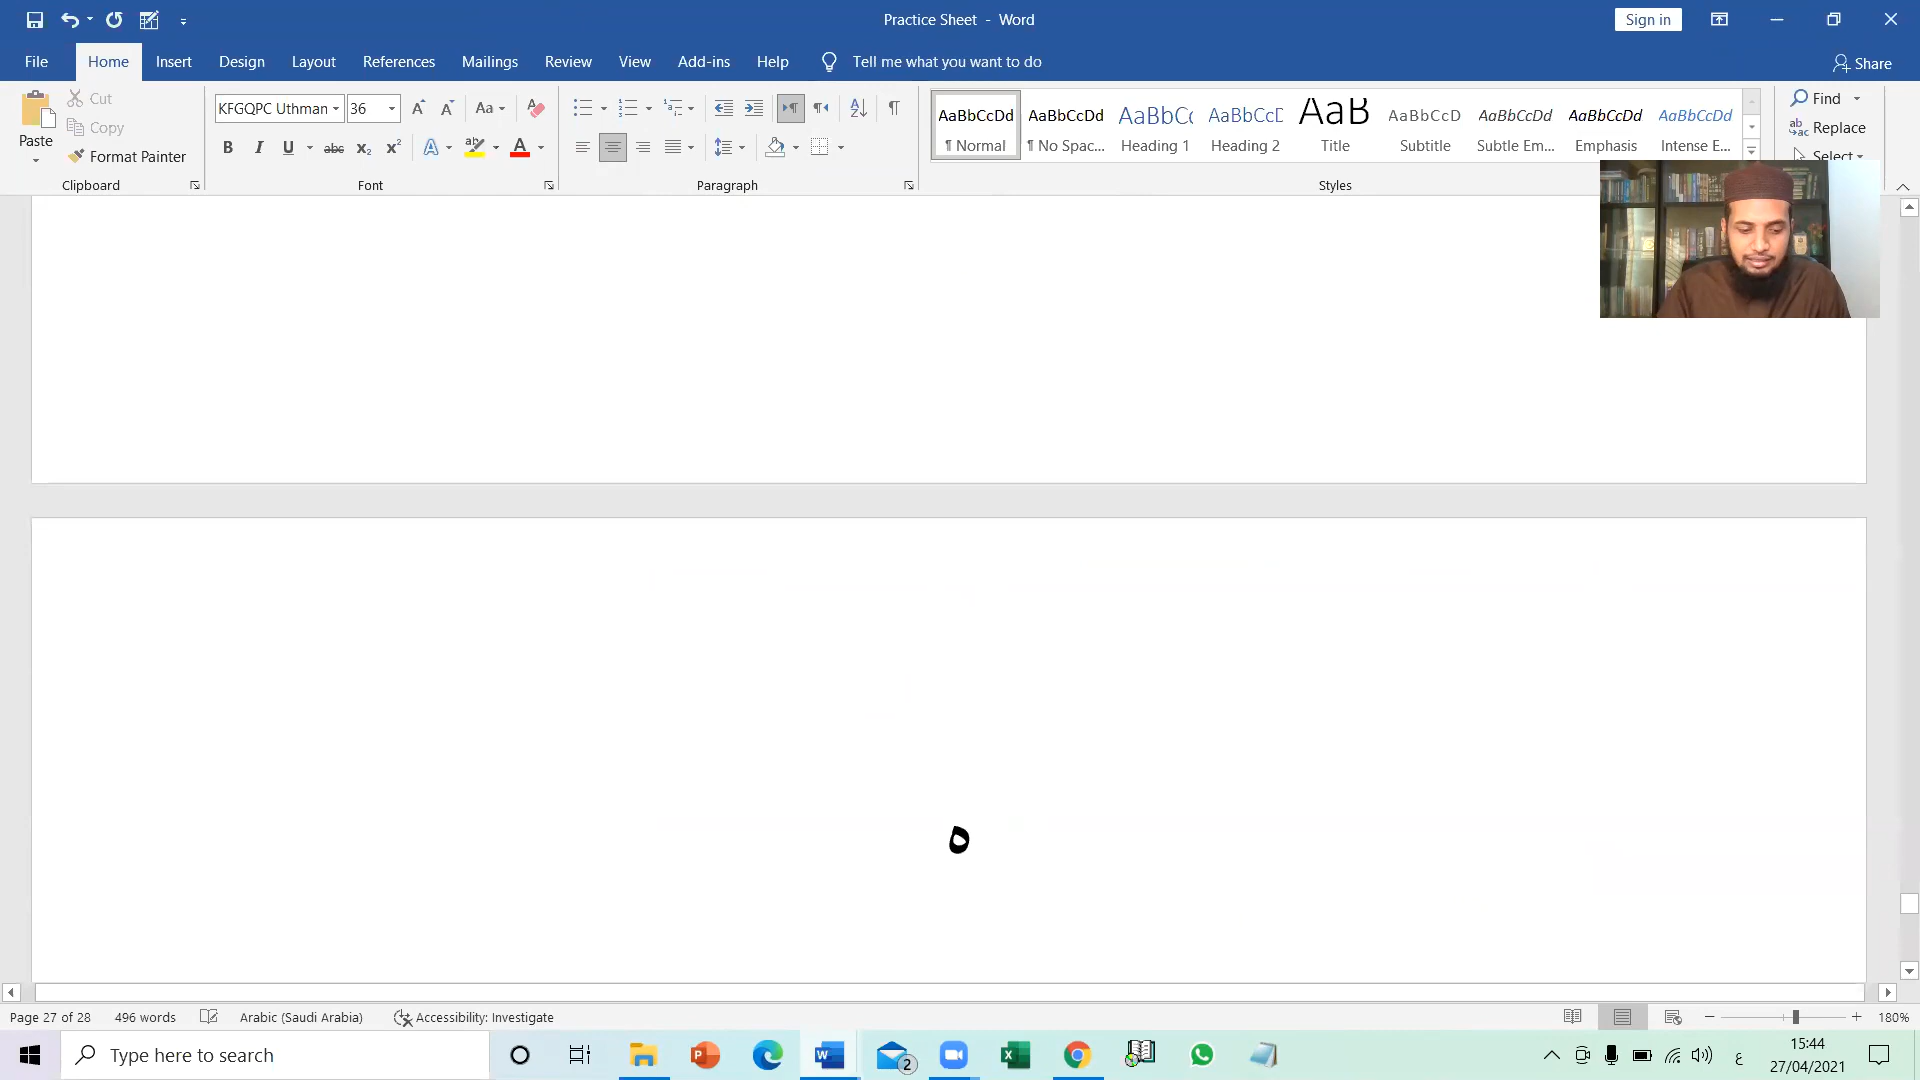 Practice Sheet - Word
Sign in
File Home Insert Design Layout References Mailings Review View Add-ins Help Tell me what you want to do Share
Paste
Cut
Copy
Format Painter
Clipboard
KFGQPC Uthman 36
Font
Paragraph
AaBbCcDd AaBbCcDd AaBbCc AaBbCcD AaB AaBbCcD AaBbCcDd AaBbCcDd AaBbCcDd
¶ Normal ¶ No Spac... Heading 1 Heading 2 Title Subtitle Subtle Em... Emphasis Intense E...
Styles
Find
Replace
Select
ه
Page 27 of 28 496 words Arabic (Saudi Arabia) Accessibility: Investigate 180%
Type here to search
2
ع
15:44
27/04/2021